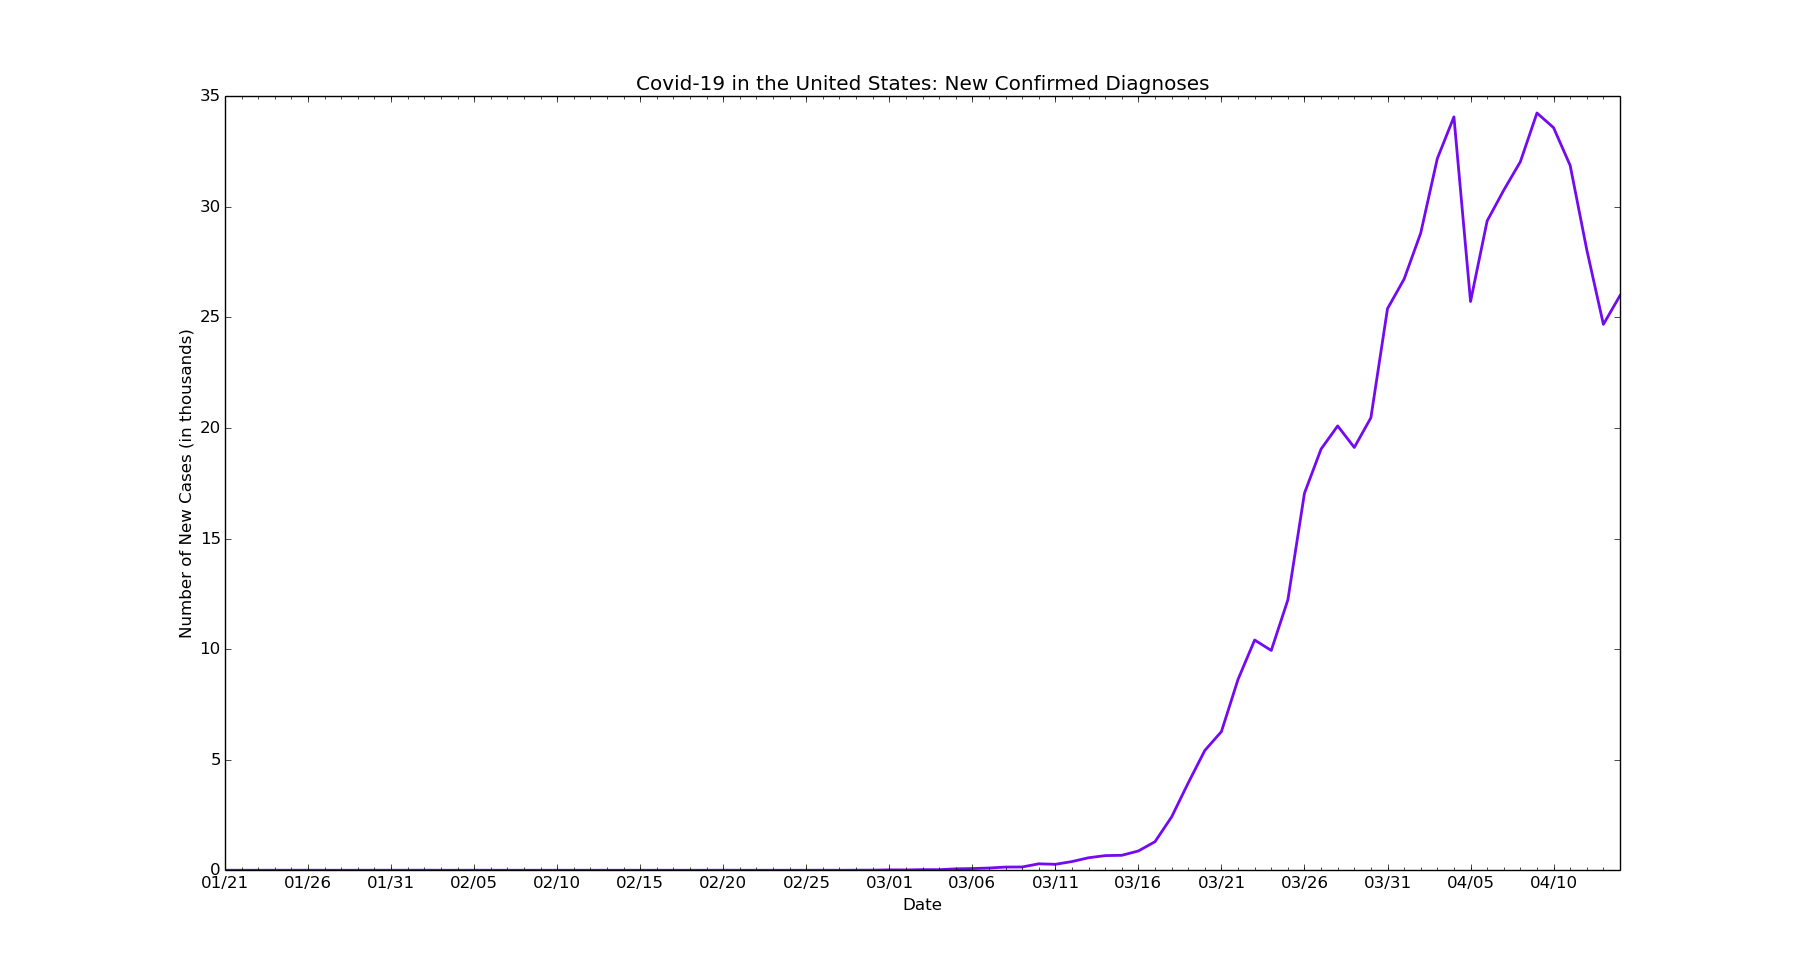 Covid-19 in the United States: New Confirmed Diagnoses
35
30
25
20
15
10
5
0
Number of New Cases (in thousands)
01/21 01/26 01/31 02/05 02/10 02/15 02/20 02/25 03/01 03/06 03/11 03/16 03/21 03/26 03/31 04/05 04/10
Date